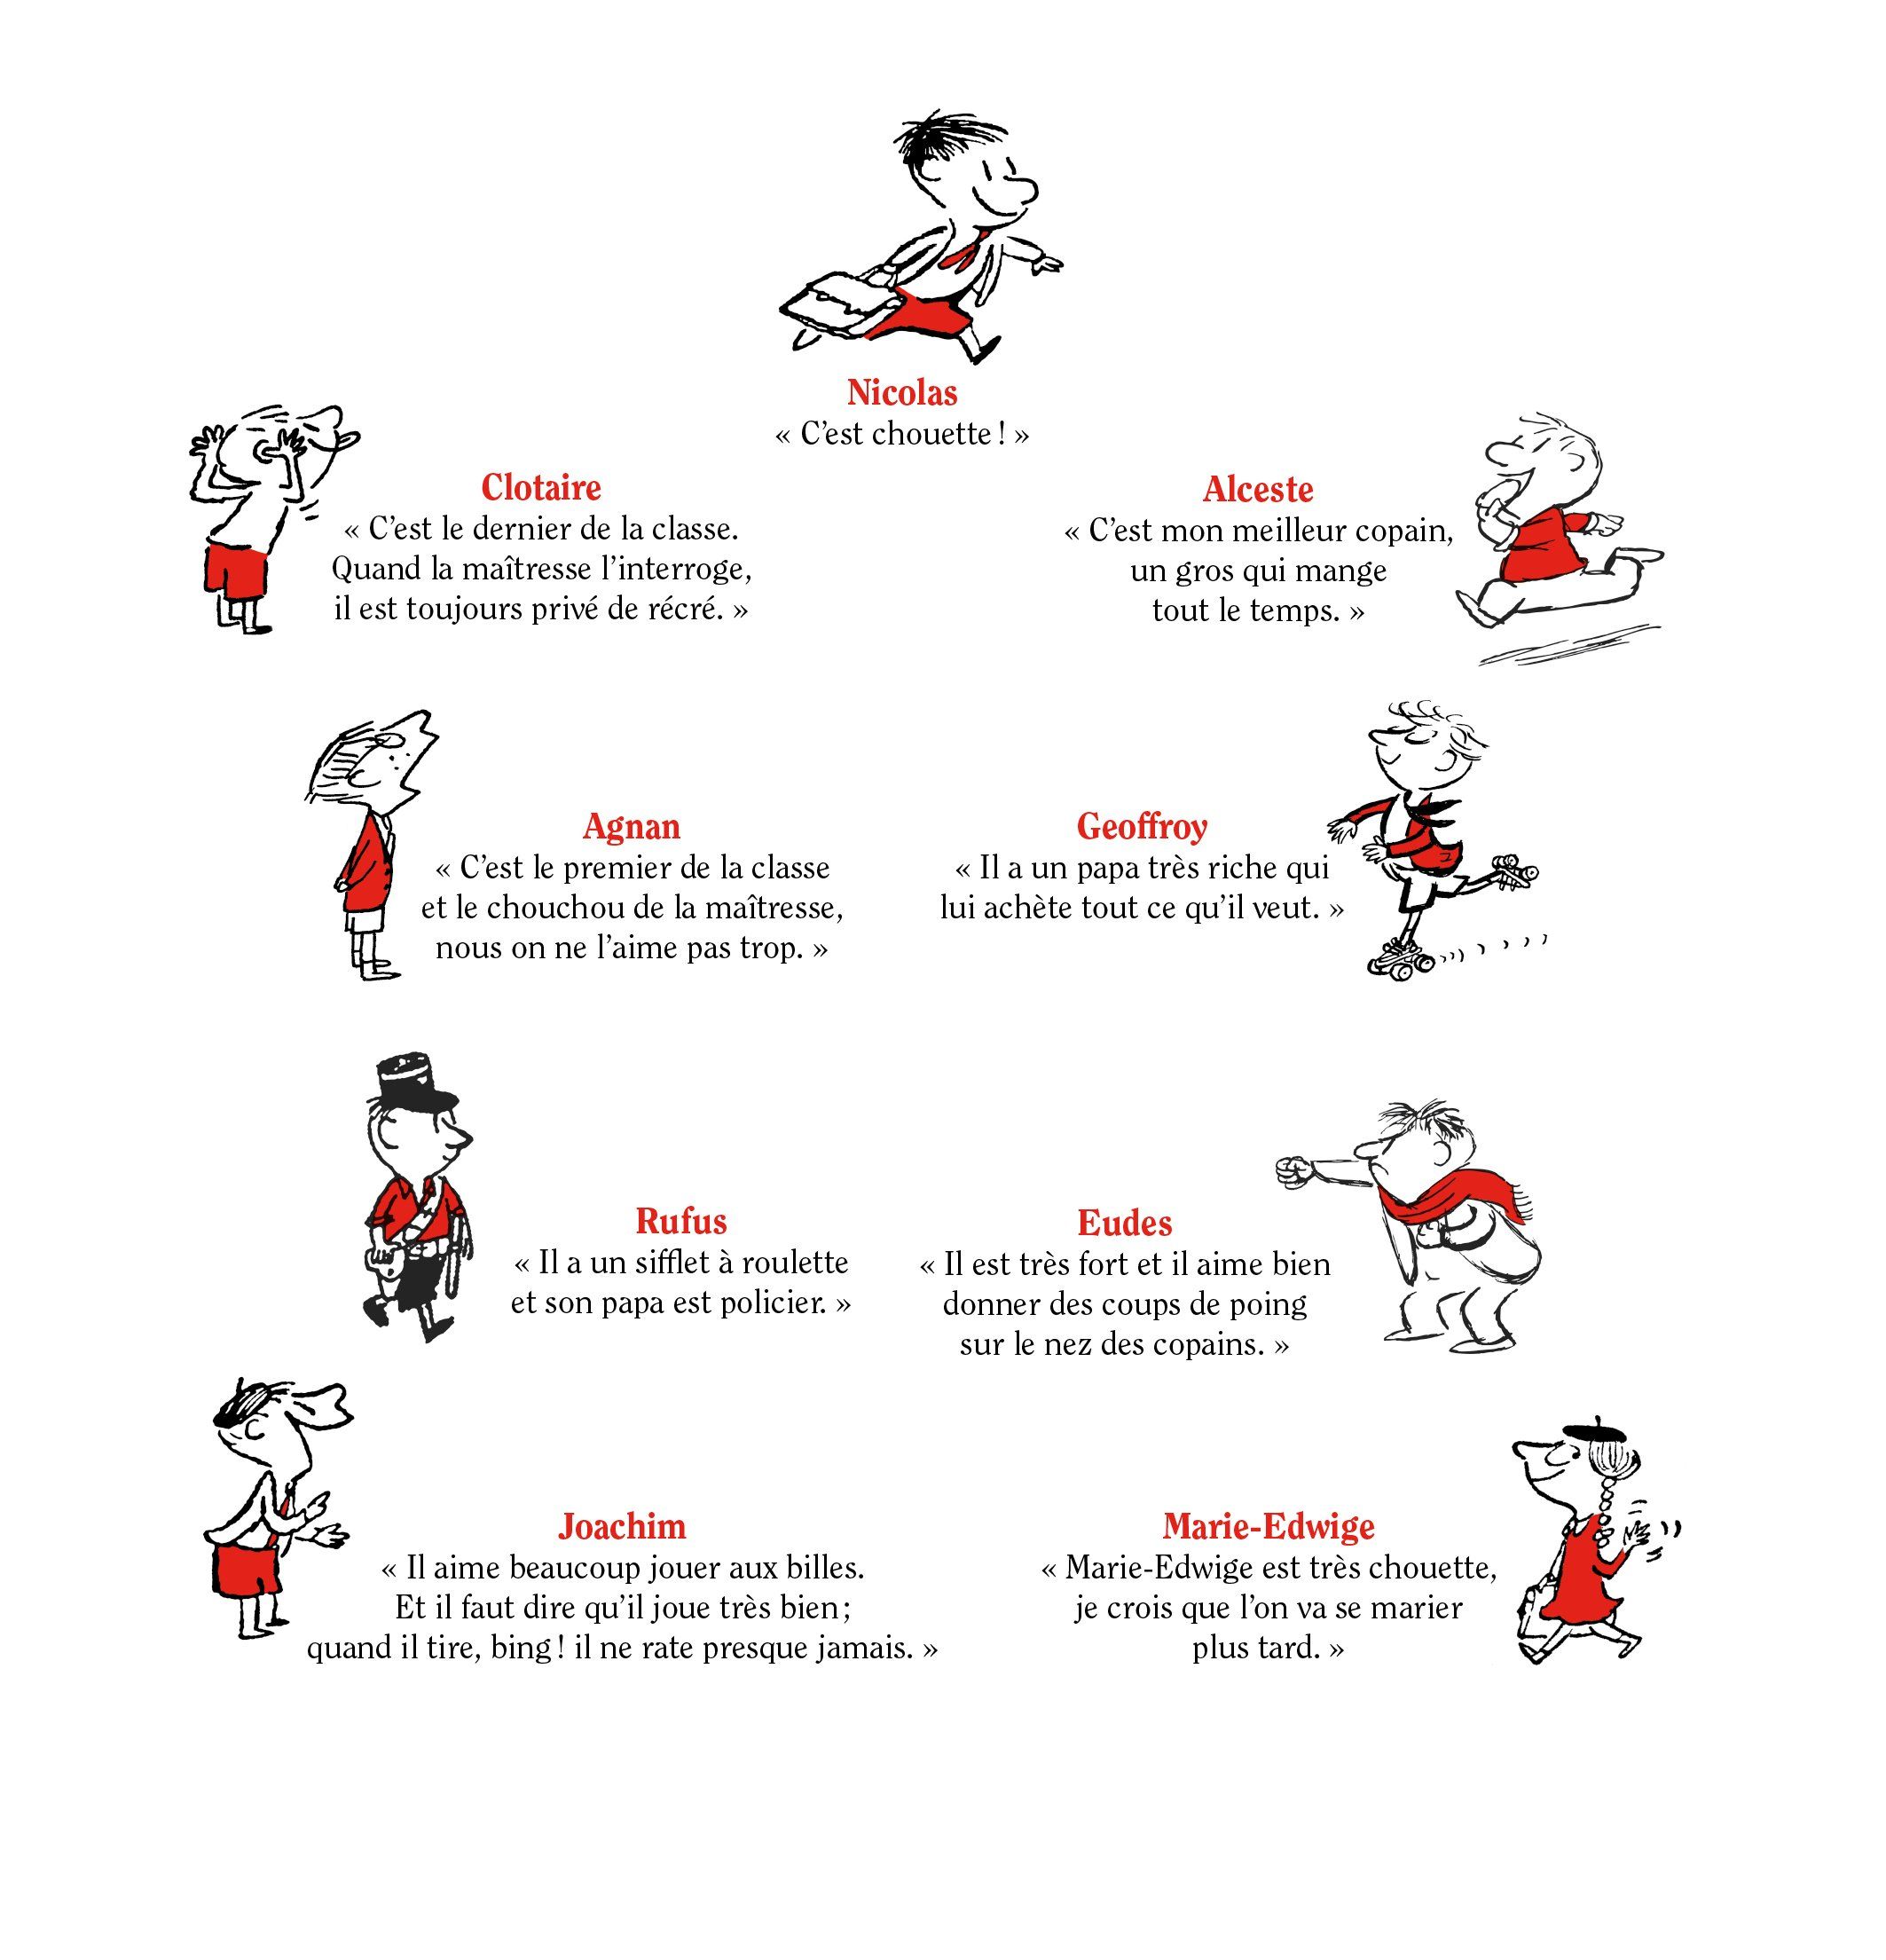 Nicolas
« C’est chouette ! »
Clotaire
« C’est le dernier de la classe.
Quand la maîtresse l’interroge,
il est toujours privé de récré. »
Alceste
« C’est mon meilleur copain,
un gros qui mange
tout le temps. »
Agnan
« C’est le premier de la classe
et le chouchou de la maîtresse,
nous on ne l’aime pas trop. »
Geoffroy
« Il a un papa très riche qui
lui achète tout ce qu’il veut. »
Rufus
« Il a un sifflet à roulette
et son papa est policier. »
Eudes
« Il est très fort et il aime bien
donner des coups de poing
sur le nez des copains. »
Joachim
« Il aime beaucoup jouer aux billes.
Et il faut dire qu’il joue très bien ;
quand il tire, bing ! il ne rate presque jamais. »
Marie-Edwige
« Marie-Edwige est très chouette,
je crois que l’on va se marier
plus tard. »